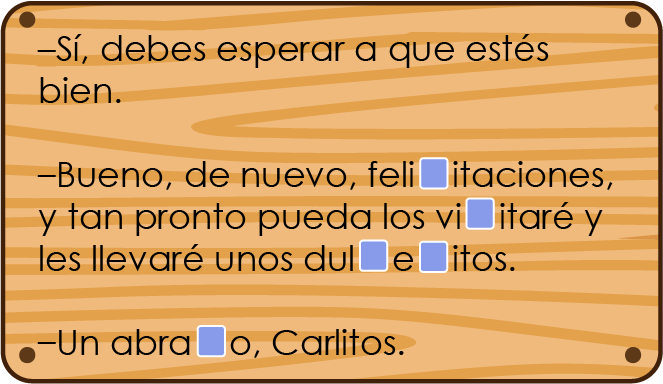 –Sí, debes esperar a que estés
bien.
–Bueno, de nuevo, feli□itaciones,
y tan pronto pueda los vi□itaré y
les llevaré unos dul□e□itos.
–Un abra□o, Carlitos.